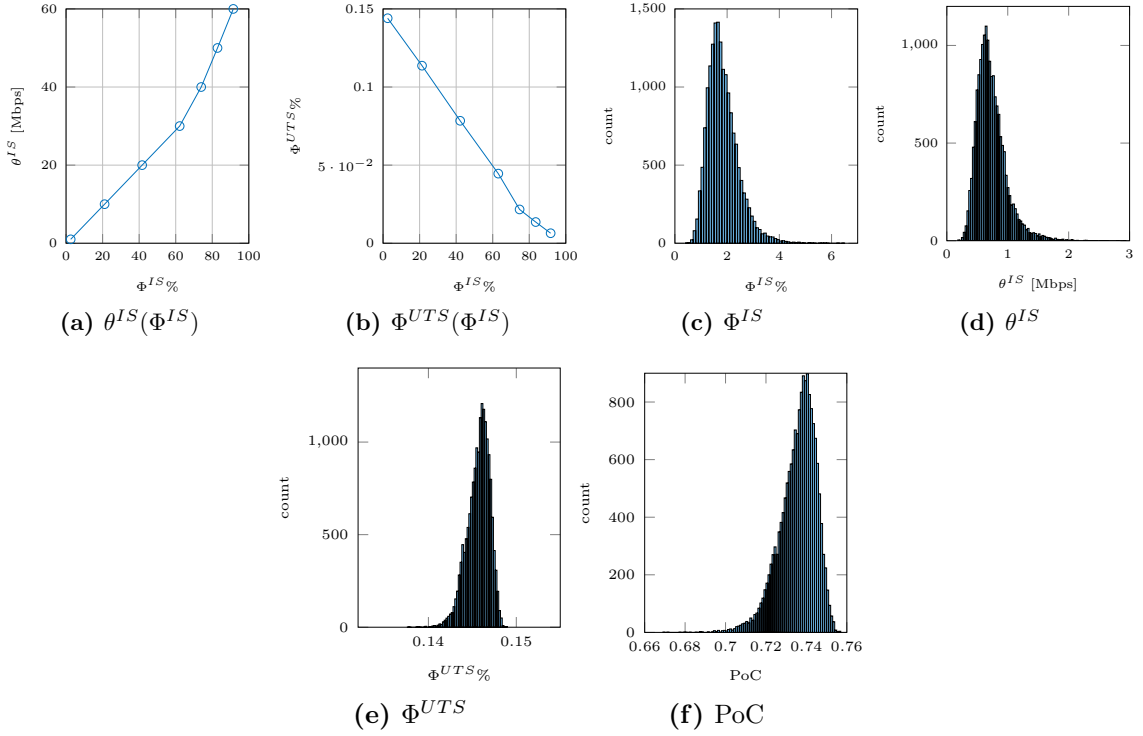 0 20 40 60 80 100
0
20
40
60
Φ^{IS}%
θ^{IS} [Mbps]
(a) θ^{IS}(Φ^{IS})
0 20 40 60 80 100
0
5 · 10^{−2}
0.1
0.15
Φ^{IS}%
Φ^{UTS}%
(b) Φ^{UTS}(Φ^{IS})
0 2 4 6
0
500
1,000
1,500
Φ^{IS}%
count
(c) Φ^{IS}
0 1 2 3
0
500
1,000
θ^{IS} [Mbps]
count
(d) θ^{IS}
0.14 0.15
0
500
1,000
Φ^{UTS}%
count
(e) Φ^{UTS}
0.66 0.68 0.7 0.72 0.74 0.76
0
200
400
600
800
PoC
count
(f) PoC